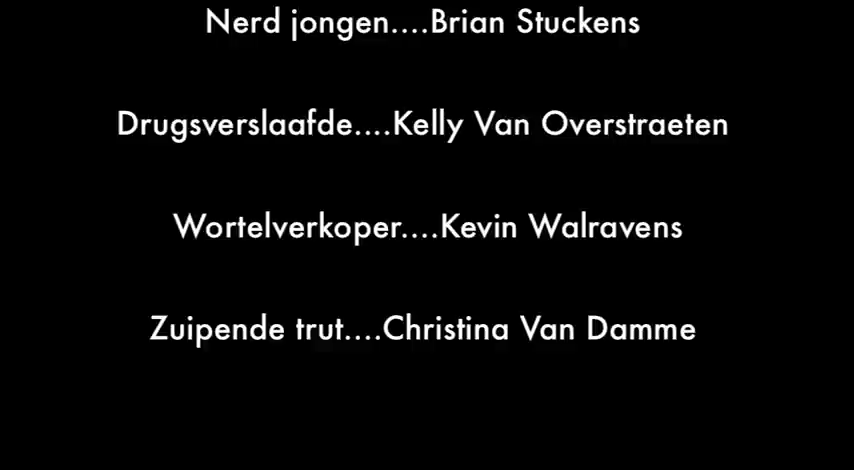 Nerd jongen....Brian Stuckens
Drugsverslaafde....Kelly Van Overstraeten
Wortelverkoper....Kevin Walravens
Zuipende trut....Christina Van Damme